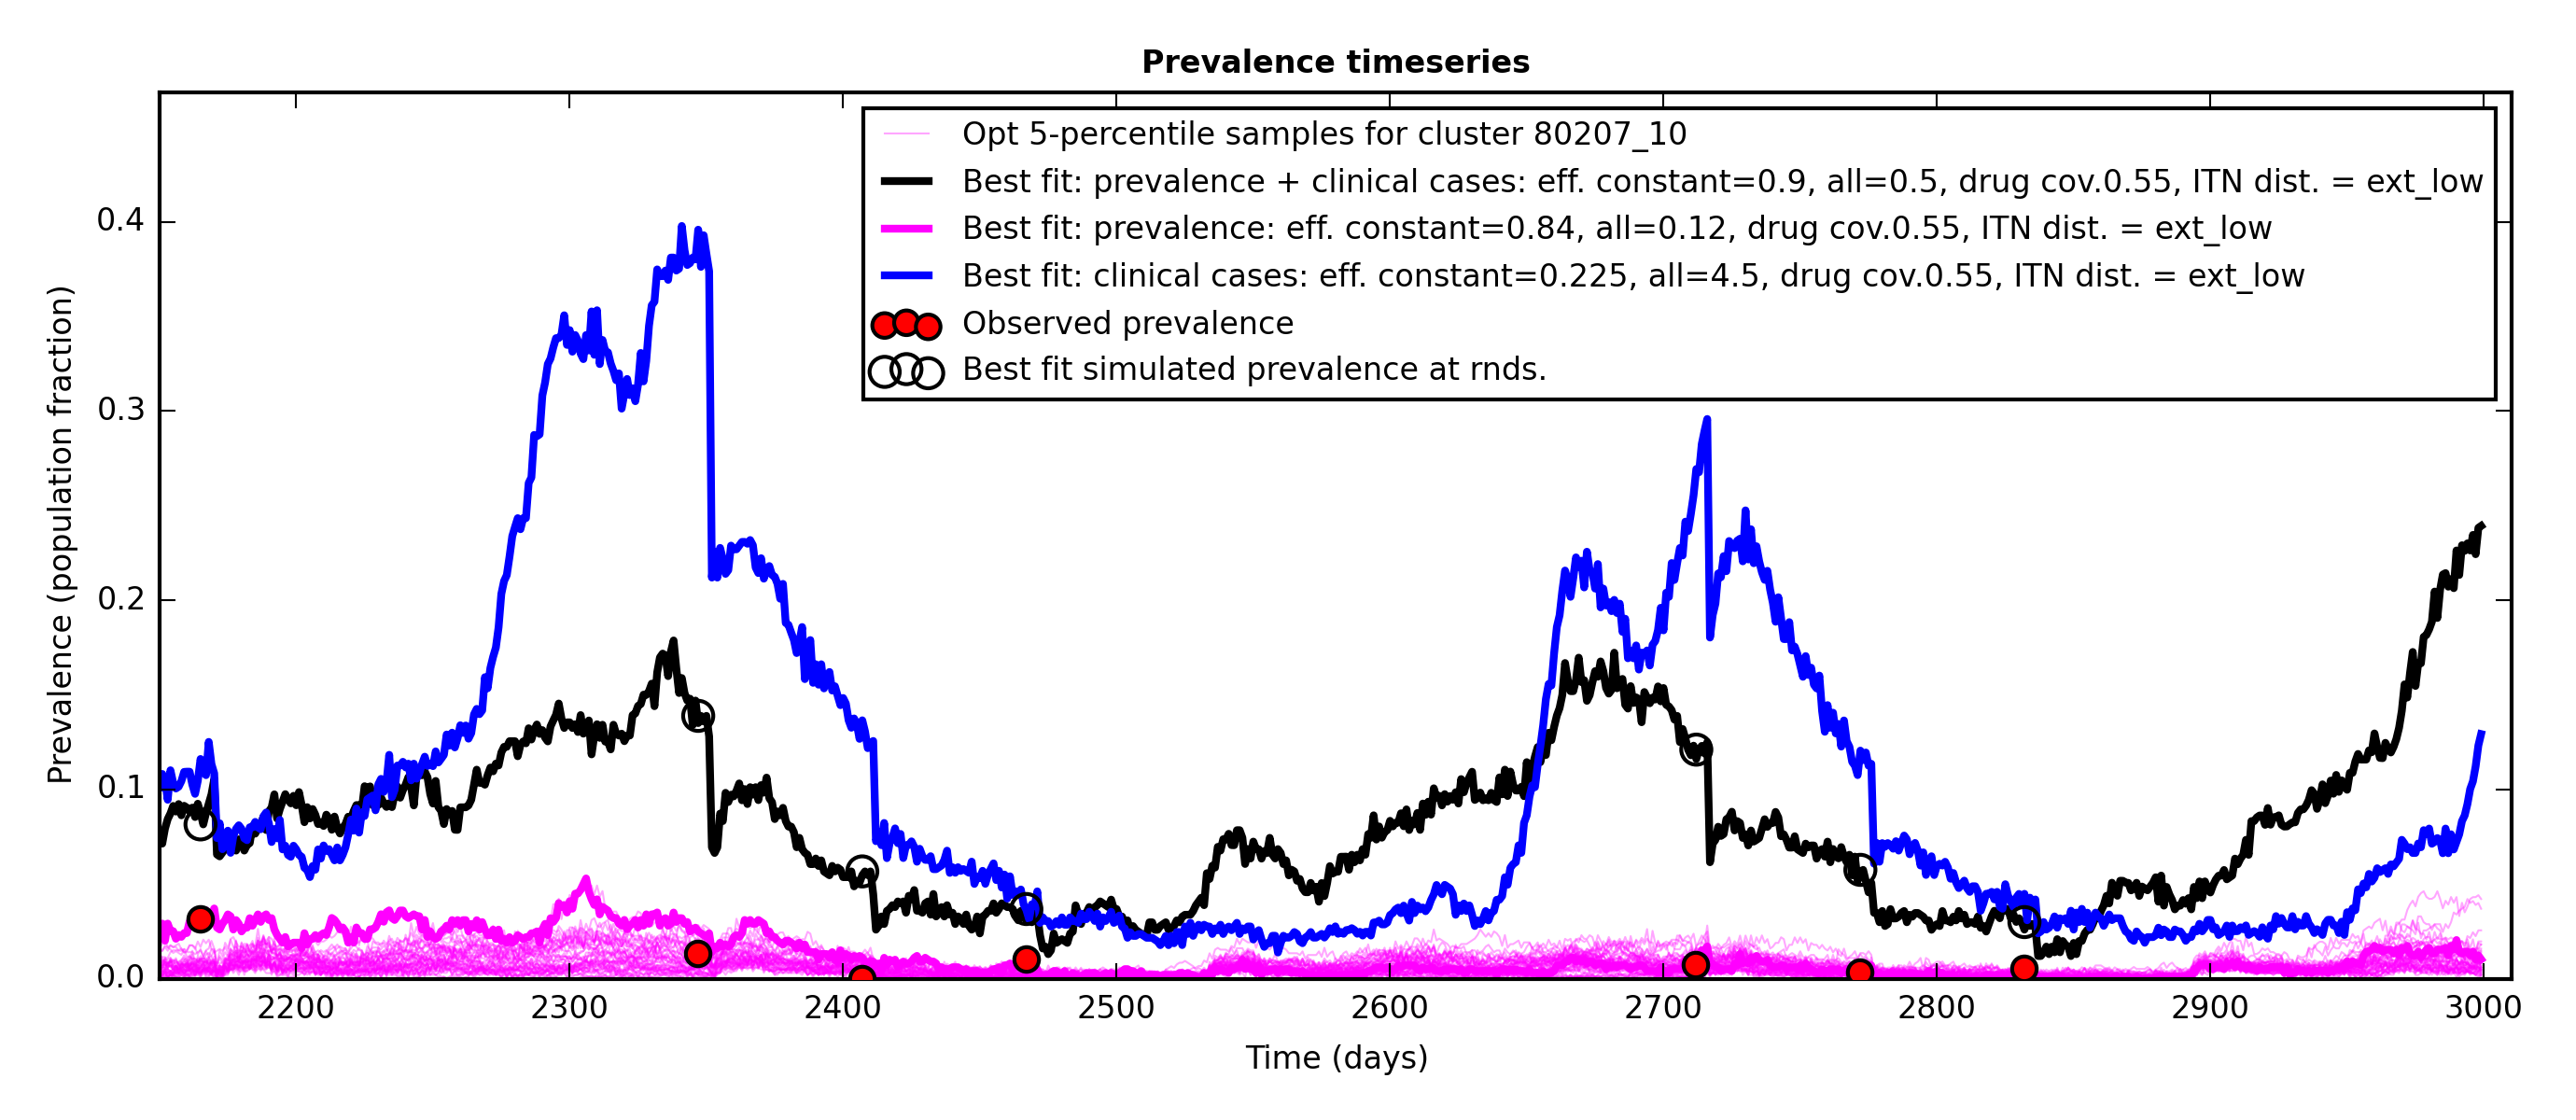 Prevalence timeseries
Opt 5-percentile samples for cluster 80207_10
Best fit: prevalence + clinical cases: eff. constant=0.9, all=0.5, drug cov.0.55, ITN dist. = ext_low
Best fit: prevalence: eff. constant=0.84, all=0.12, drug cov.0.55, ITN dist. = ext_low
Best fit: clinical cases: eff. constant=0.225, all=4.5, drug cov.0.55, ITN dist. = ext_low
Observed prevalence
Best fit simulated prevalence at rnds.
Prevalence (population fraction)
0.4
0.3
0.2
0.1
0.0
2200 2300 2400 2500 2600 2700 2800 2900 3000
Time (days)